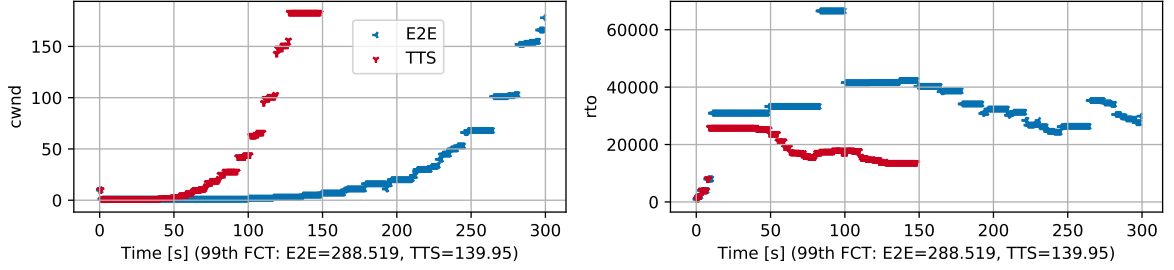 cwnd
150
100
50
0
E2E
TTS
0 50 100 150 200 250 300
Time [s] (99th FCT: E2E=288.519, TTS=139.95)
rto
60000
40000
20000
0
0 50 100 150 200 250 300
Time [s] (99th FCT: E2E=288.519, TTS=139.95)